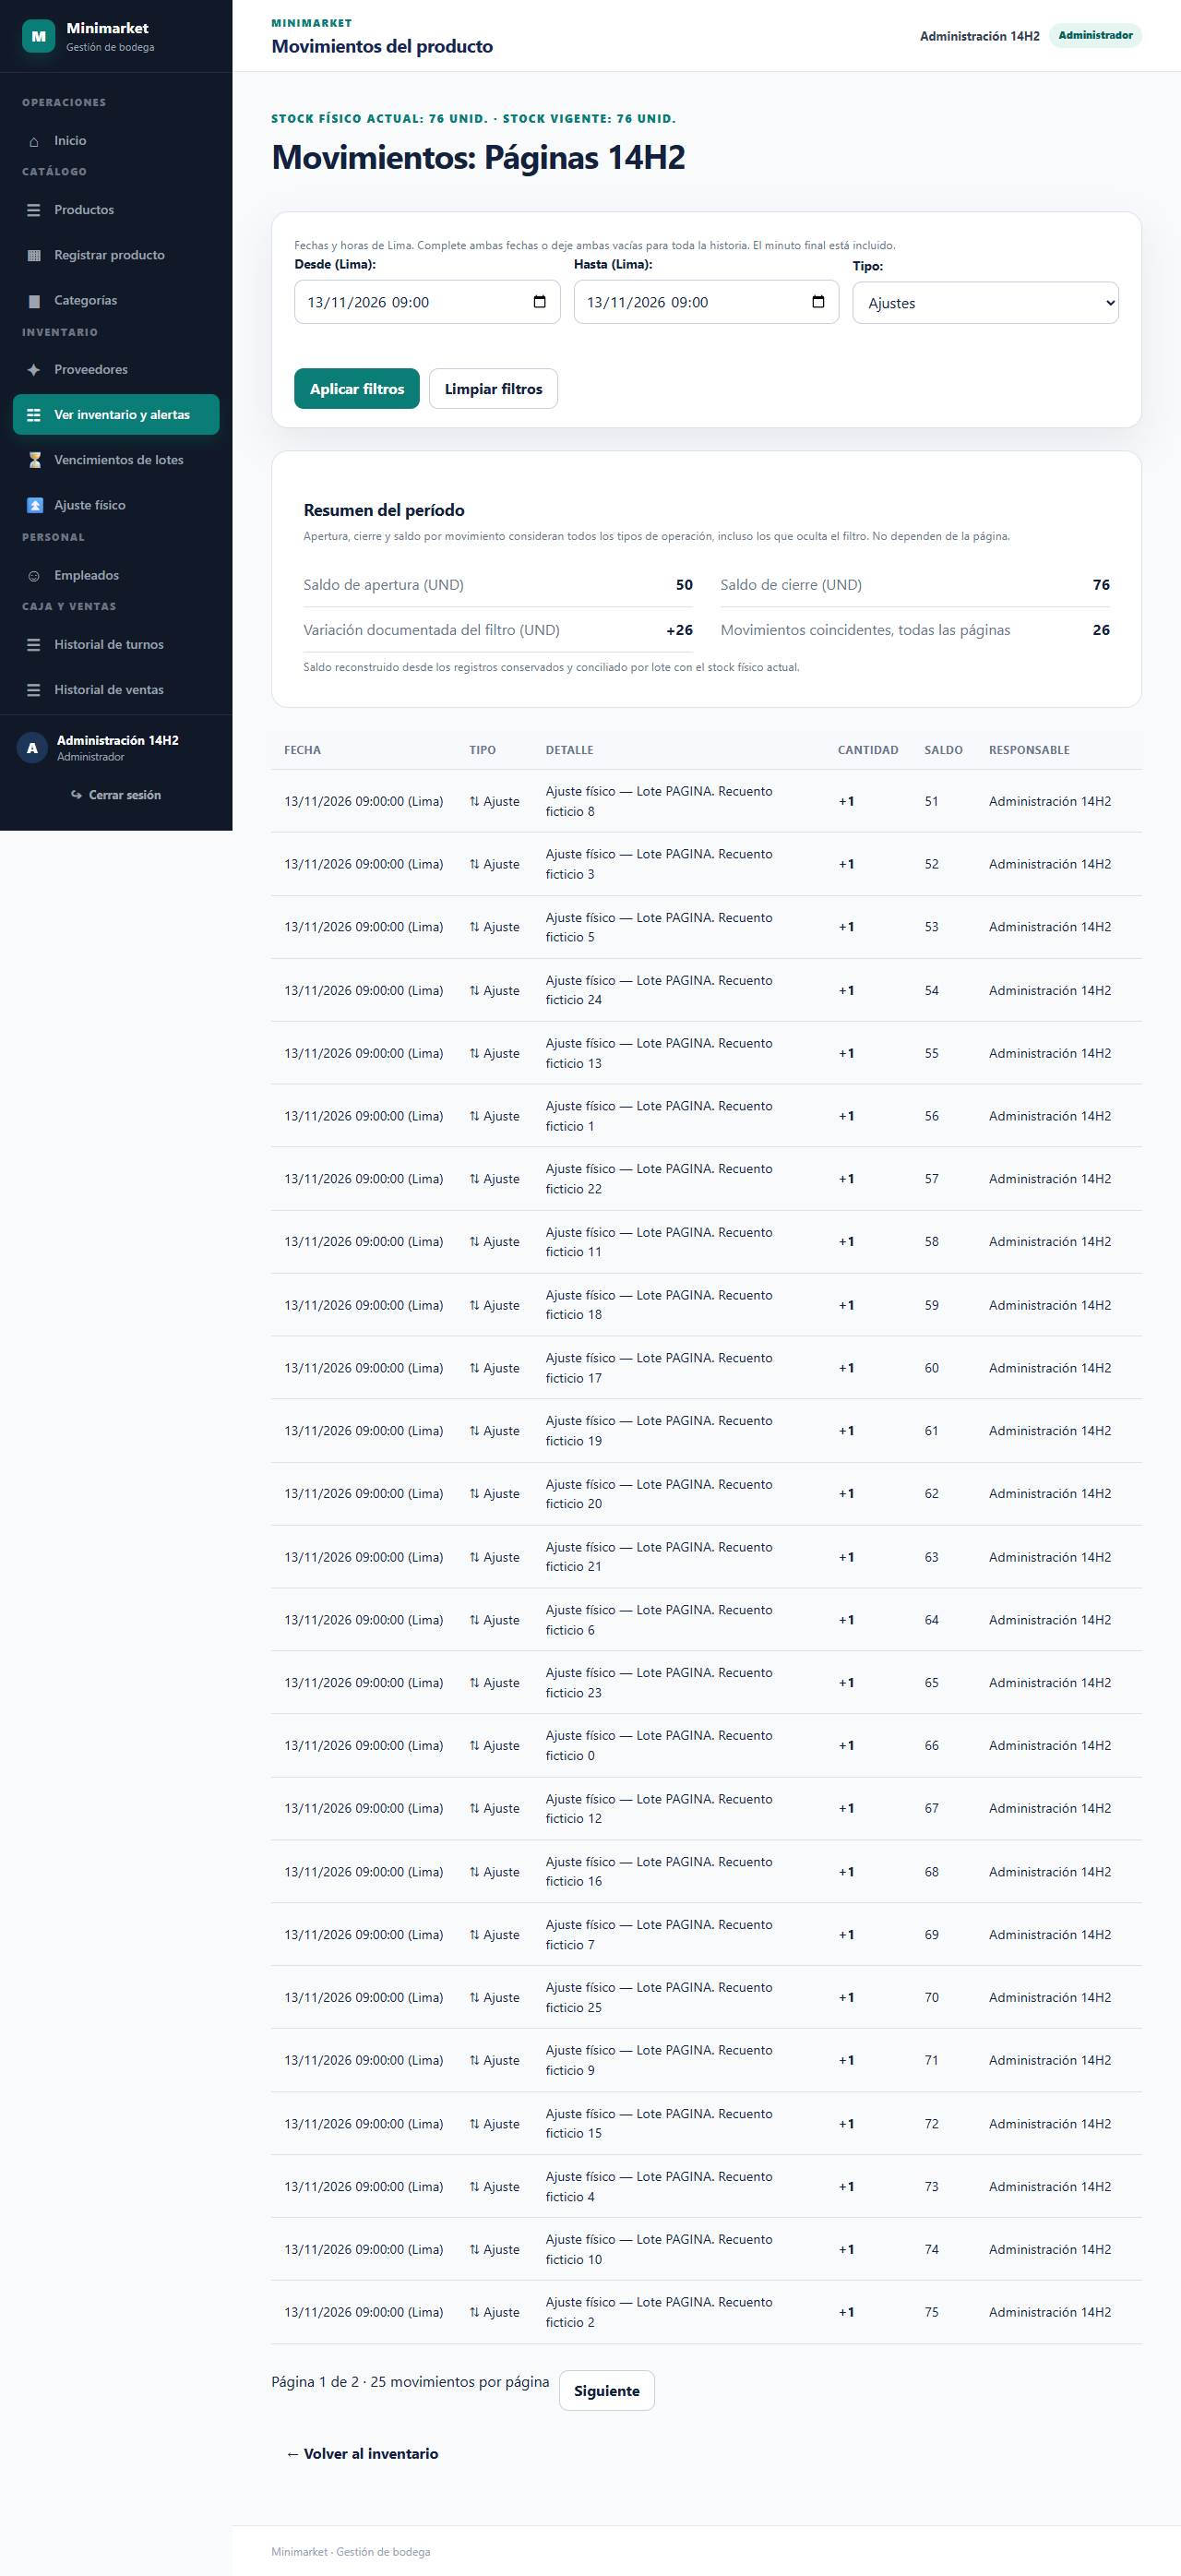 M
Minimarket
Gestión de bodega
OPERACIONES
Inicio
CATÁLOGO
Productos
Registrar producto
Categorías
INVENTARIO
Proveedores
Ver inventario y alertas
Vencimientos de lotes
Ajuste físico
PERSONAL
Empleados
CAJA Y VENTAS
Historial de turnos
Historial de ventas
A
Administración 14H2
Administrador
Cerrar sesión
MINIMARKET
Movimientos del producto
Administración 14H2 Administrador
STOCK FÍSICO ACTUAL: 76 UNID. · STOCK VIGENTE: 76 UNID.
Movimientos: Páginas 14H2
Fechas y horas de Lima. Complete ambas fechas o deje ambas vacías para toda la historia. El minuto final está incluido.
Desde (Lima): Hasta (Lima): Tipo:
13/11/2026 09:00 13/11/2026 09:00 Ajustes
Aplicar filtros Limpiar filtros
Resumen del período
Apertura, cierre y saldo por movimiento consideran todos los tipos de operación, incluso los que oculta el filtro. No dependen de la página.
Saldo de apertura (UND) 50 Saldo de cierre (UND) 76
Variación documentada del filtro (UND) +26 Movimientos coincidentes, todas las páginas 26
Saldo reconstruido desde los registros conservados y conciliado por lote con el stock físico actual.
FECHA TIPO DETALLE CANTIDAD SALDO RESPONSABLE
13/11/2026 09:00:00 (Lima) ⇅ Ajuste Ajuste físico — Lote PAGINA. Recuento ficticio 8 +1 51 Administración 14H2
13/11/2026 09:00:00 (Lima) ⇅ Ajuste Ajuste físico — Lote PAGINA. Recuento ficticio 3 +1 52 Administración 14H2
13/11/2026 09:00:00 (Lima) ⇅ Ajuste Ajuste físico — Lote PAGINA. Recuento ficticio 5 +1 53 Administración 14H2
13/11/2026 09:00:00 (Lima) ⇅ Ajuste Ajuste físico — Lote PAGINA. Recuento ficticio 24 +1 54 Administración 14H2
13/11/2026 09:00:00 (Lima) ⇅ Ajuste Ajuste físico — Lote PAGINA. Recuento ficticio 13 +1 55 Administración 14H2
13/11/2026 09:00:00 (Lima) ⇅ Ajuste Ajuste físico — Lote PAGINA. Recuento ficticio 1 +1 56 Administración 14H2
13/11/2026 09:00:00 (Lima) ⇅ Ajuste Ajuste físico — Lote PAGINA. Recuento ficticio 22 +1 57 Administración 14H2
13/11/2026 09:00:00 (Lima) ⇅ Ajuste Ajuste físico — Lote PAGINA. Recuento ficticio 11 +1 58 Administración 14H2
13/11/2026 09:00:00 (Lima) ⇅ Ajuste Ajuste físico — Lote PAGINA. Recuento ficticio 18 +1 59 Administración 14H2
13/11/2026 09:00:00 (Lima) ⇅ Ajuste Ajuste físico — Lote PAGINA. Recuento ficticio 17 +1 60 Administración 14H2
13/11/2026 09:00:00 (Lima) ⇅ Ajuste Ajuste físico — Lote PAGINA. Recuento ficticio 19 +1 61 Administración 14H2
13/11/2026 09:00:00 (Lima) ⇅ Ajuste Ajuste físico — Lote PAGINA. Recuento ficticio 20 +1 62 Administración 14H2
13/11/2026 09:00:00 (Lima) ⇅ Ajuste Ajuste físico — Lote PAGINA. Recuento ficticio 21 +1 63 Administración 14H2
13/11/2026 09:00:00 (Lima) ⇅ Ajuste Ajuste físico — Lote PAGINA. Recuento ficticio 6 +1 64 Administración 14H2
13/11/2026 09:00:00 (Lima) ⇅ Ajuste Ajuste físico — Lote PAGINA. Recuento ficticio 23 +1 65 Administración 14H2
13/11/2026 09:00:00 (Lima) ⇅ Ajuste Ajuste físico — Lote PAGINA. Recuento ficticio 0 +1 66 Administración 14H2
13/11/2026 09:00:00 (Lima) ⇅ Ajuste Ajuste físico — Lote PAGINA. Recuento ficticio 12 +1 67 Administración 14H2
13/11/2026 09:00:00 (Lima) ⇅ Ajuste Ajuste físico — Lote PAGINA. Recuento ficticio 16 +1 68 Administración 14H2
13/11/2026 09:00:00 (Lima) ⇅ Ajuste Ajuste físico — Lote PAGINA. Recuento ficticio 7 +1 69 Administración 14H2
13/11/2026 09:00:00 (Lima) ⇅ Ajuste Ajuste físico — Lote PAGINA. Recuento ficticio 25 +1 70 Administración 14H2
13/11/2026 09:00:00 (Lima) ⇅ Ajuste Ajuste físico — Lote PAGINA. Recuento ficticio 9 +1 71 Administración 14H2
13/11/2026 09:00:00 (Lima) ⇅ Ajuste Ajuste físico — Lote PAGINA. Recuento ficticio 15 +1 72 Administración 14H2
13/11/2026 09:00:00 (Lima) ⇅ Ajuste Ajuste físico — Lote PAGINA. Recuento ficticio 4 +1 73 Administración 14H2
13/11/2026 09:00:00 (Lima) ⇅ Ajuste Ajuste físico — Lote PAGINA. Recuento ficticio 10 +1 74 Administración 14H2
13/11/2026 09:00:00 (Lima) ⇅ Ajuste Ajuste físico — Lote PAGINA. Recuento ficticio 2 +1 75 Administración 14H2
Página 1 de 2 · 25 movimientos por página Siguiente
← Volver al inventario
Minimarket · Gestión de bodega